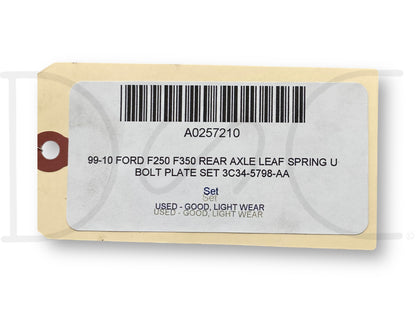 A0257210
99-10 FORD F250 F350 REAR AXLE LEAF SPRING U
BOLT PLATE SET 3C34-5798-AA
Set
Set
USED - GOOD, LIGHT WEAR
USED - GOOD, LIGHT WEAR